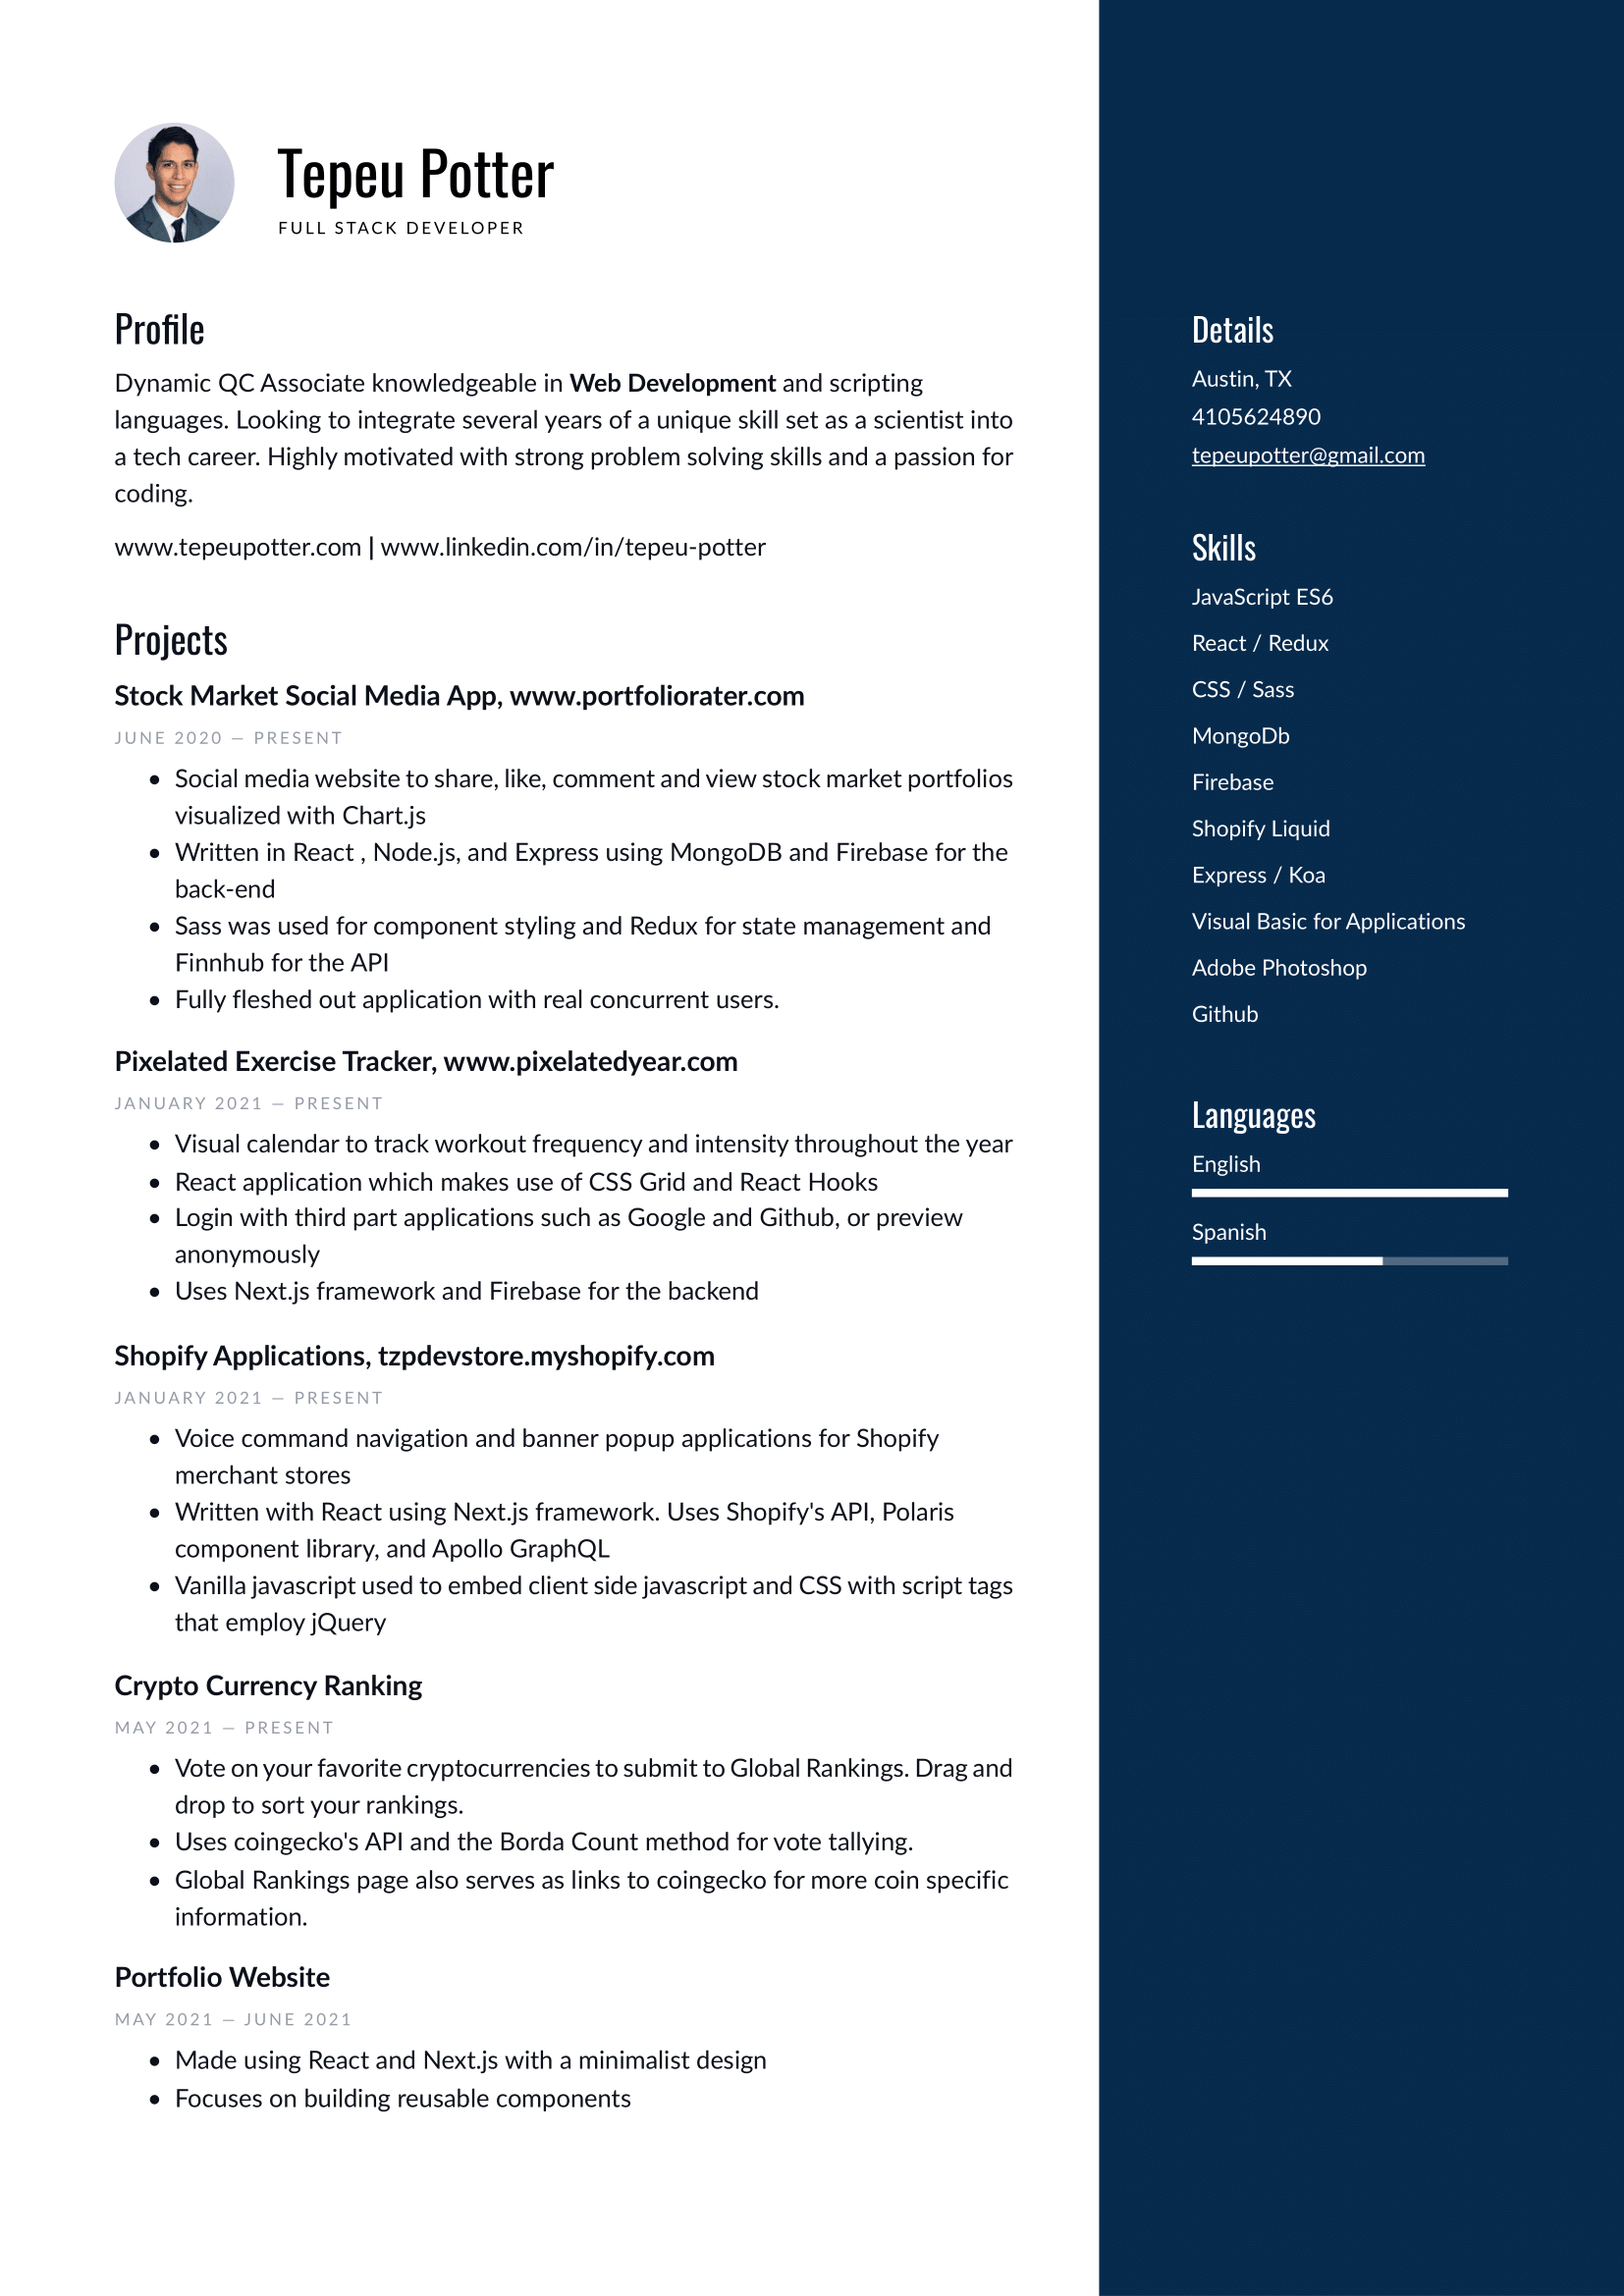 Tepeu Potter
FULL STACK DEVELOPER
Profile
Dynamic QC Associate knowledgeable in Web Development and scripting
languages. Looking to integrate several years of a unique skill set as a scientist into
a tech career. Highly motivated with strong problem solving skills and a passion for
coding.
www.tepeupotter.com | www.linkedin.com/in/tepeu-potter
Projects
Stock Market Social Media App, www.portfoliorater.com
JUNE 2020 — PRESENT
• Social media website to share, like, comment and view stock market portfolios
visualized with Chart.js
• Written in React , Node.js, and Express using MongoDB and Firebase for the
back-end
• Sass was used for component styling and Redux for state management and
Finnhub for the API
• Fully fleshed out application with real concurrent users.
Pixelated Exercise Tracker, www.pixelatedyear.com
JANUARY 2021 — PRESENT
• Visual calendar to track workout frequency and intensity throughout the year
• React application which makes use of CSS Grid and React Hooks
• Login with third part applications such as Google and Github, or preview
anonymously
• Uses Next.js framework and Firebase for the backend
Shopify Applications, tzpdevstore.myshopify.com
JANUARY 2021 — PRESENT
• Voice command navigation and banner popup applications for Shopify
merchant stores
• Written with React using Next.js framework. Uses Shopify's API, Polaris
component library, and Apollo GraphQL
• Vanilla javascript used to embed client side javascript and CSS with script tags
that employ jQuery
Crypto Currency Ranking
MAY 2021 — PRESENT
• Vote on your favorite cryptocurrencies to submit to Global Rankings. Drag and
drop to sort your rankings.
• Uses coingecko's API and the Borda Count method for vote tallying.
• Global Rankings page also serves as links to coingecko for more coin specific
information.
Portfolio Website
MAY 2021 — JUNE 2021
• Made using React and Next.js with a minimalist design
• Focuses on building reusable components
Details
Austin, TX
4105624890
tepeupotter@gmail.com
Skills
JavaScript ES6
React / Redux
CSS / Sass
MongoDb
Firebase
Shopify Liquid
Express / Koa
Visual Basic for Applications
Adobe Photoshop
Github
Languages
English
Spanish